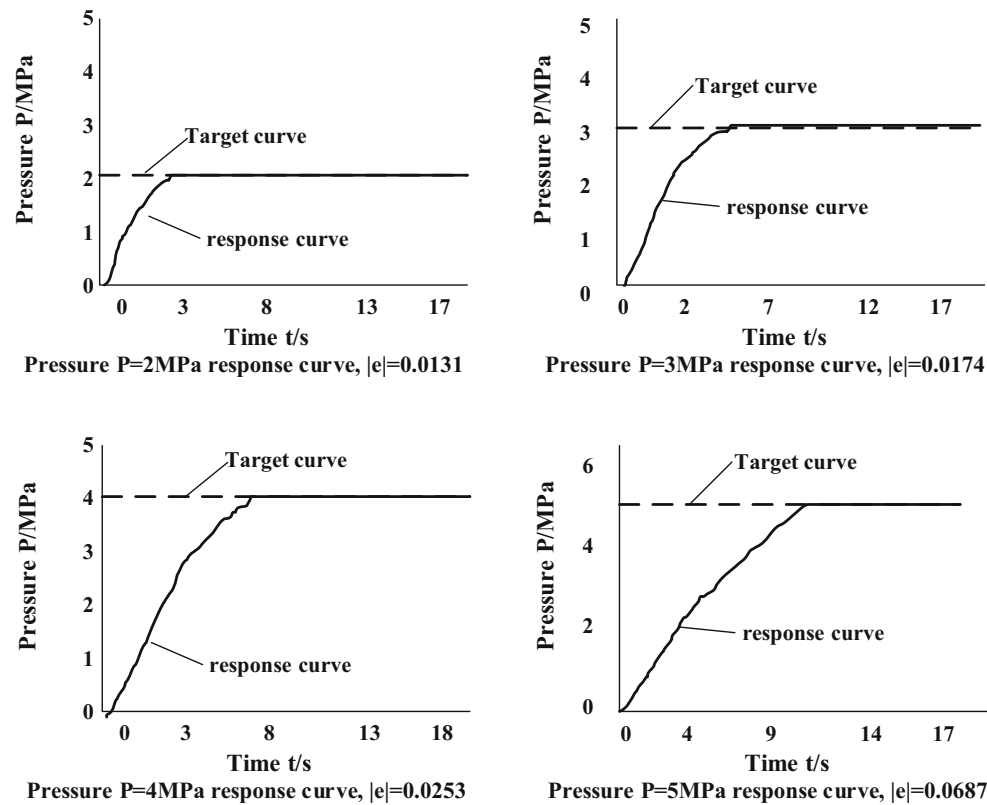 5
4
3
2
1
0
Pressure P/MPa
Target curve
response curve
0 3 8 13 17
Time t/s
Pressure P=2MPa response curve, |e|=0.0131
5
4
3
2
1
0
Pressure P/MPa
Target curve
response curve
0 2 7 12 17
Time t/s
Pressure P=3MPa response curve, |e|=0.0174
5
4
3
2
1
0
Pressure P/MPa
Target curve
response curve
0 3 8 13 17
Time t/s
Pressure P=4MPa response curve, |e|=0.0253
6
4
2
0
Pressure P/MPa
Target curve
response curve
0 4 9 14 17
Time t/s
Pressure P=5MPa response curve, |e|=0.0687